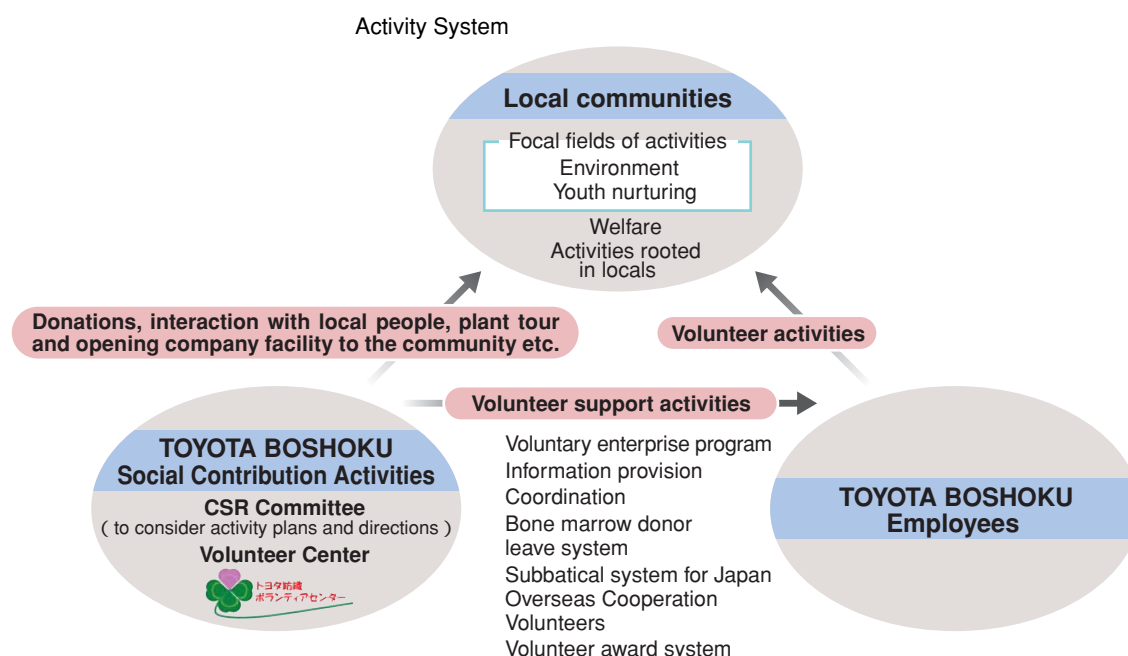 Activity System
Local communities
Focal fields of activities
Environment
Youth nurturing
Welfare
Activities rooted
in locals
Donations, interaction with local people, plant tour
and opening company facility to the community etc.
Volunteer activities
Volunteer support activities
TOYOTA BOSHOKU
Social Contribution Activities
CSR Committee
( to consider activity plans and directions )
Volunteer Center
トヨタ紡織
ボランティアセンター
Voluntary enterprise program
Information provision
Coordination
Bone marrow donor
leave system
Subbatical system for Japan
Overseas Cooperation
Volunteers
Volunteer award system
TOYOTA BOSHOKU
Employees